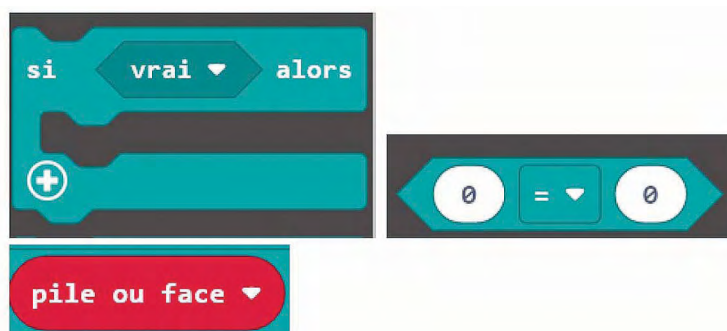 si vrai alors
0 = 0
pile ou face